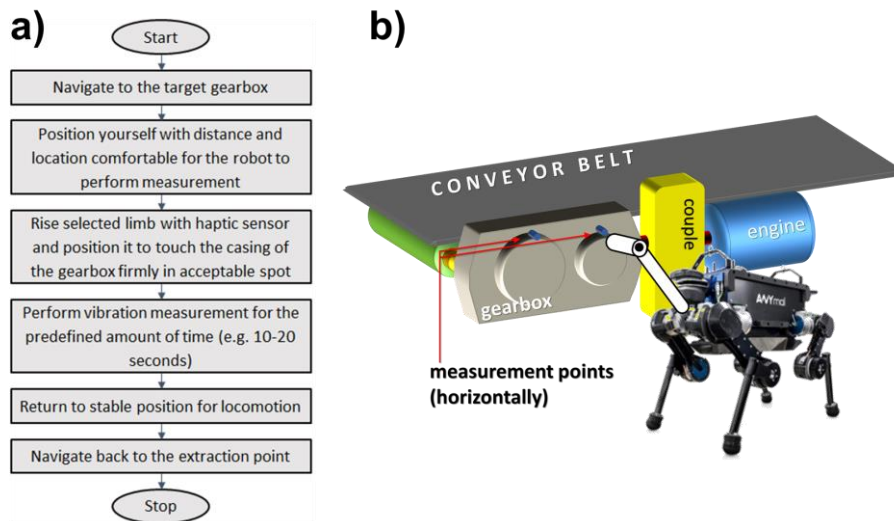 a)
Start
Navigate to the target gearbox
Position yourself with distance and
location comfortable for the robot to
perform measurement
Rise selected limb with haptic sensor
and position it to touch the casing of
the gearbox firmly in acceptable spot
Perform vibration measurement for the
predefined amount of time (e.g. 10-20
seconds)
Return to stable position for locomotion
Navigate back to the extraction point
Stop
b)
CONVEYOR BELT
couple
engine
gearbox
ANYmal
measurement points
(horizontally)